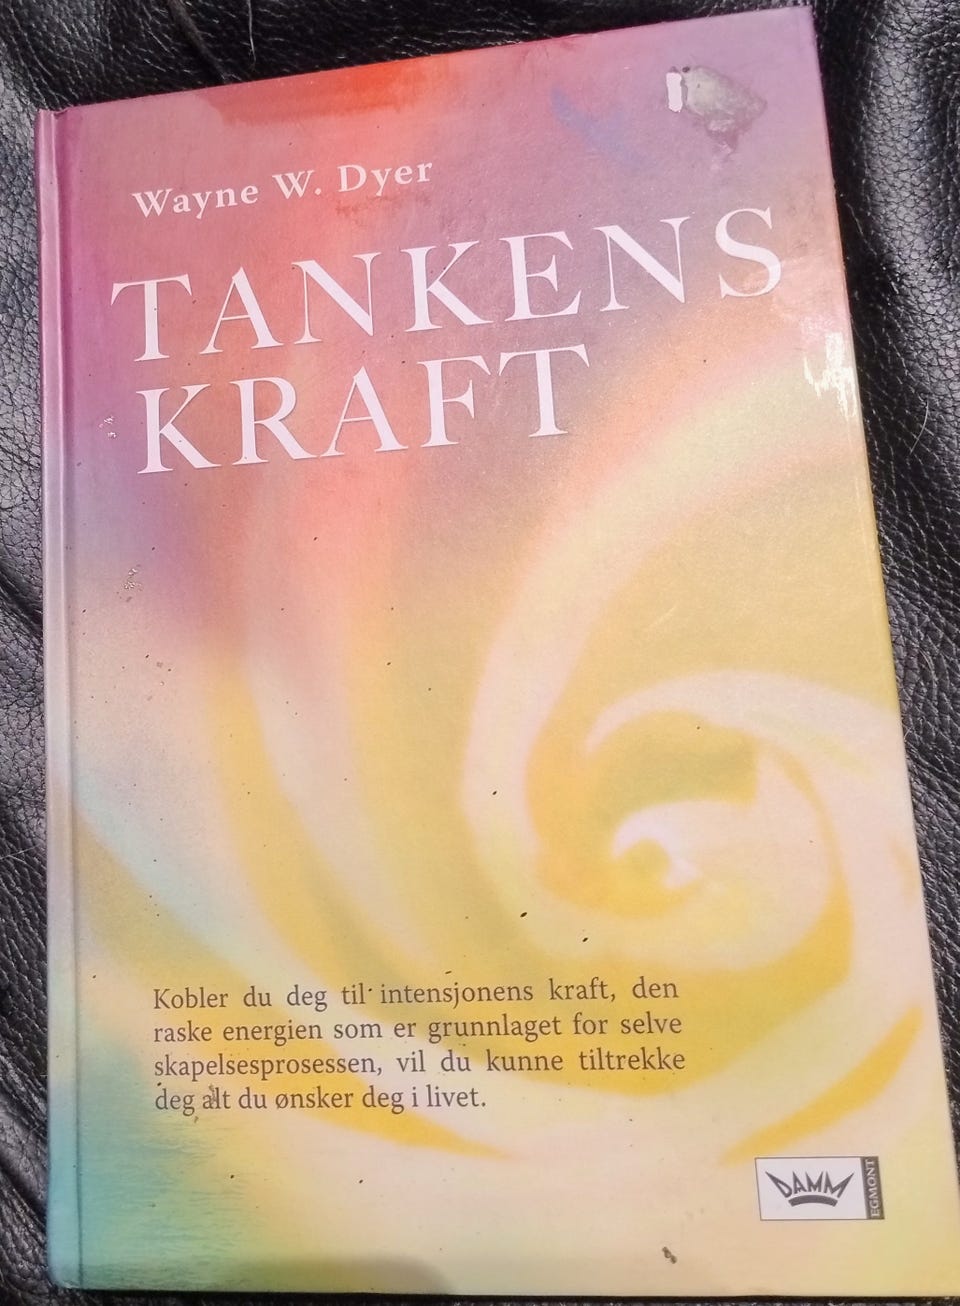 Wayne W. Dyer
TANKENS
KRAFT
Kobler du deg til intensjonens kraft, den
raske energien som er grunnlaget for selve
skapelsesprosessen, vil du kunne tiltrekke
deg alt du ønsker deg i livet.
DAMM
EGMONT